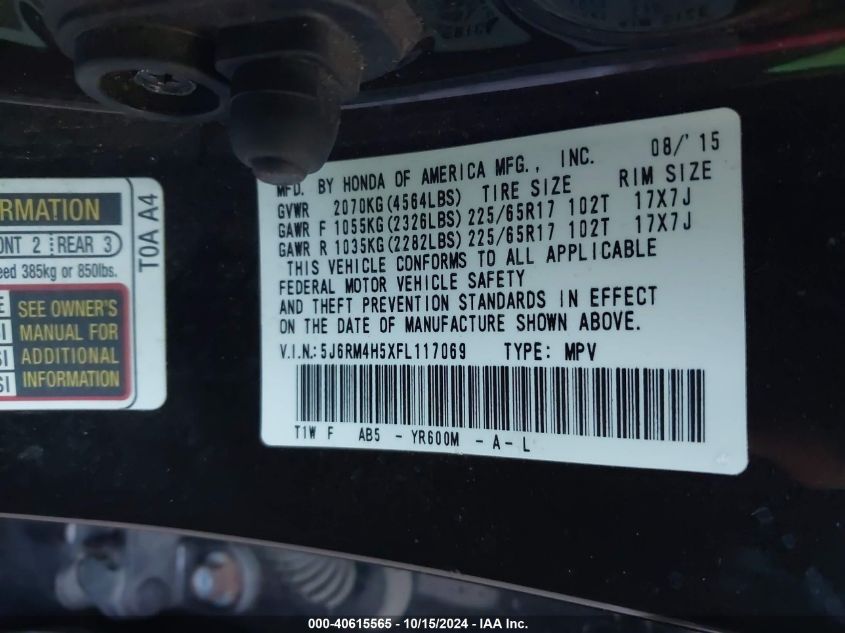 08/'15
MFD. BY HONDA OF AMERICA MFG., INC.
GVWR 2070KG(4564LBS) TIRE SIZE RIM SIZE
GAWR F 1055KG(2326LBS) 225/65R17 102T 17X7J
GAWR R 1035KG(2282LBS) 225/65R17 102T 17X7J
THIS VEHICLE CONFORMS TO ALL APPLICABLE
FEDERAL MOTOR VEHICLE SAFETY
AND THEFT PREVENTION STANDARDS IN EFFECT
ON THE DATE OF MANUFACTURE SHOWN ABOVE.
V.I.N.:5J6RM4H5XFL117069 TYPE: MPV
T1W F AB5 - YR600M - A - L
2 REAR 3
385kg or 850lbs.
T0A A4
SEE OWNER'S
MANUAL FOR
ADDITIONAL
INFORMATION
000-40615565 - 10/15/2024 - IAA Inc.